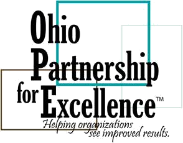 Ohio
Partnership
for Excellence™
Helping organizations
see improved results.